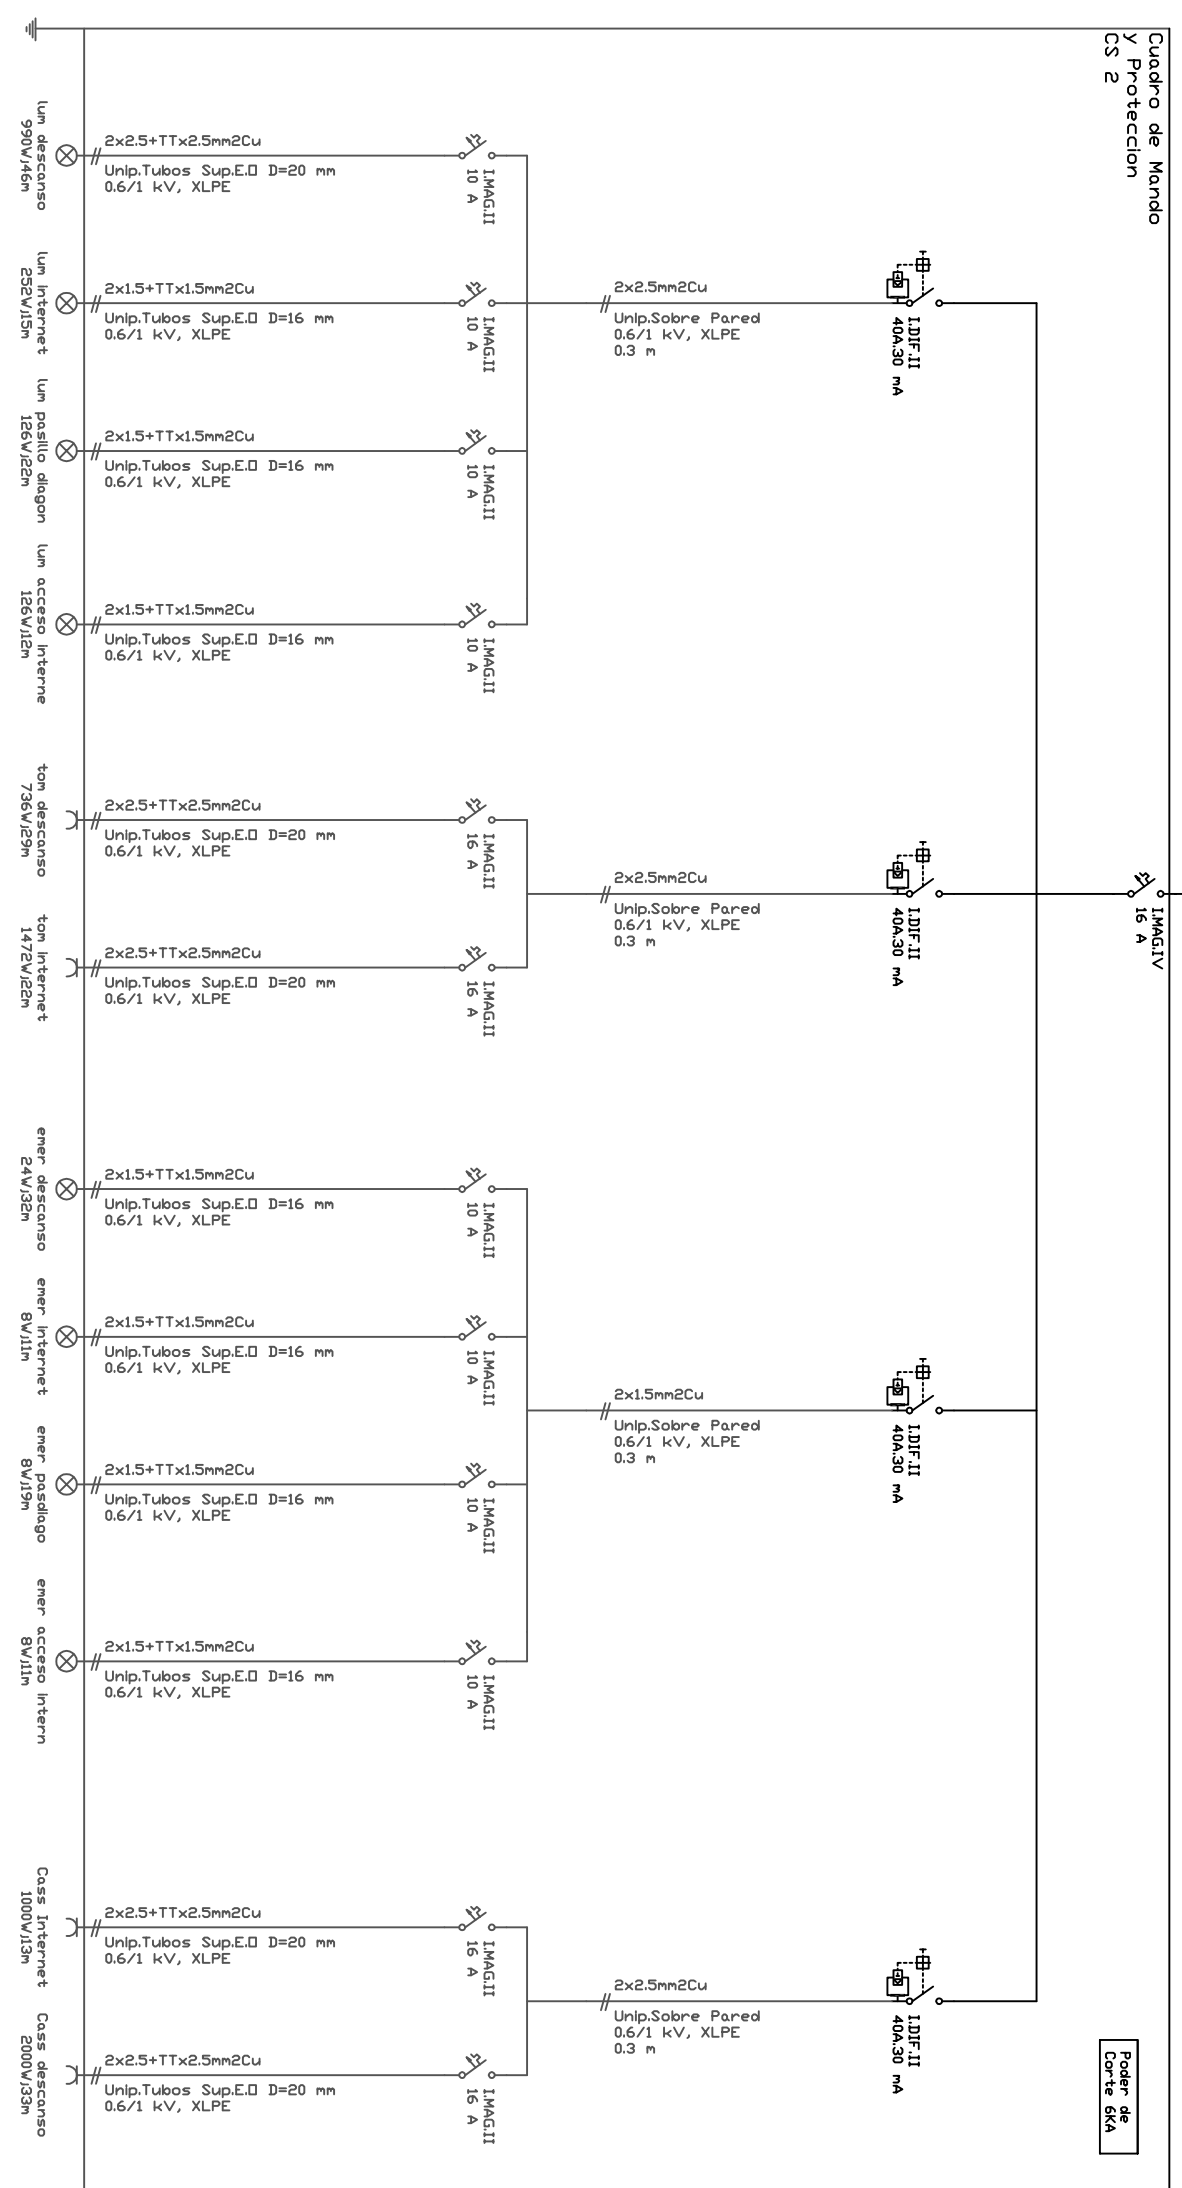 Cuadro de Mando
y Proteccion
CS 2
I.MAG.IV
16 A
Poder de
Corte 6KA
I.DIF.II
40A.30 mA
2x2.5mm2Cu
Unip.Sobre Pared
0.6/1 kV, XLPE
0.3 m
I.MAG.II
10 A
2x2.5+TTx2.5mm2Cu
Unip.Tubos Sup.E.O D=20 mm
0.6/1 kV, XLPE
lum descanso
990W;46m
I.MAG.II
10 A
2x1.5+TTx1.5mm2Cu
Unip.Tubos Sup.E.O D=16 mm
0.6/1 kV, XLPE
lum internet
252W;15m
I.MAG.II
10 A
2x1.5+TTx1.5mm2Cu
Unip.Tubos Sup.E.O D=16 mm
0.6/1 kV, XLPE
lum pasillo diagon
126W;22m
I.MAG.II
10 A
2x1.5+TTx1.5mm2Cu
Unip.Tubos Sup.E.O D=16 mm
0.6/1 kV, XLPE
lum acceso interne
126W;12m
I.DIF.II
40A.30 mA
2x2.5mm2Cu
Unip.Sobre Pared
0.6/1 kV, XLPE
0.3 m
I.MAG.II
16 A
2x2.5+TTx2.5mm2Cu
Unip.Tubos Sup.E.O D=20 mm
0.6/1 kV, XLPE
tom descanso
736W;29m
I.MAG.II
16 A
2x2.5+TTx2.5mm2Cu
Unip.Tubos Sup.E.O D=20 mm
0.6/1 kV, XLPE
tom internet
1472W;22m
I.DIF.II
40A.30 mA
2x1.5mm2Cu
Unip.Sobre Pared
0.6/1 kV, XLPE
0.3 m
I.MAG.II
10 A
2x1.5+TTx1.5mm2Cu
Unip.Tubos Sup.E.O D=16 mm
0.6/1 kV, XLPE
emer descanso
24W;32m
I.MAG.II
10 A
2x1.5+TTx1.5mm2Cu
Unip.Tubos Sup.E.O D=16 mm
0.6/1 kV, XLPE
emer internet
8W;11m
I.MAG.II
10 A
2x1.5+TTx1.5mm2Cu
Unip.Tubos Sup.E.O D=16 mm
0.6/1 kV, XLPE
emer pasdiago
8W;19m
I.MAG.II
10 A
2x1.5+TTx1.5mm2Cu
Unip.Tubos Sup.E.O D=16 mm
0.6/1 kV, XLPE
emer acceso intern
8W;11m
I.DIF.II
40A.30 mA
2x2.5mm2Cu
Unip.Sobre Pared
0.6/1 kV, XLPE
0.3 m
I.MAG.II
16 A
2x2.5+TTx2.5mm2Cu
Unip.Tubos Sup.E.O D=20 mm
0.6/1 kV, XLPE
Cass Internet
1000W;13m
I.MAG.II
16 A
2x2.5+TTx2.5mm2Cu
Unip.Tubos Sup.E.O D=20 mm
0.6/1 kV, XLPE
Cass descanso
2000W;33m